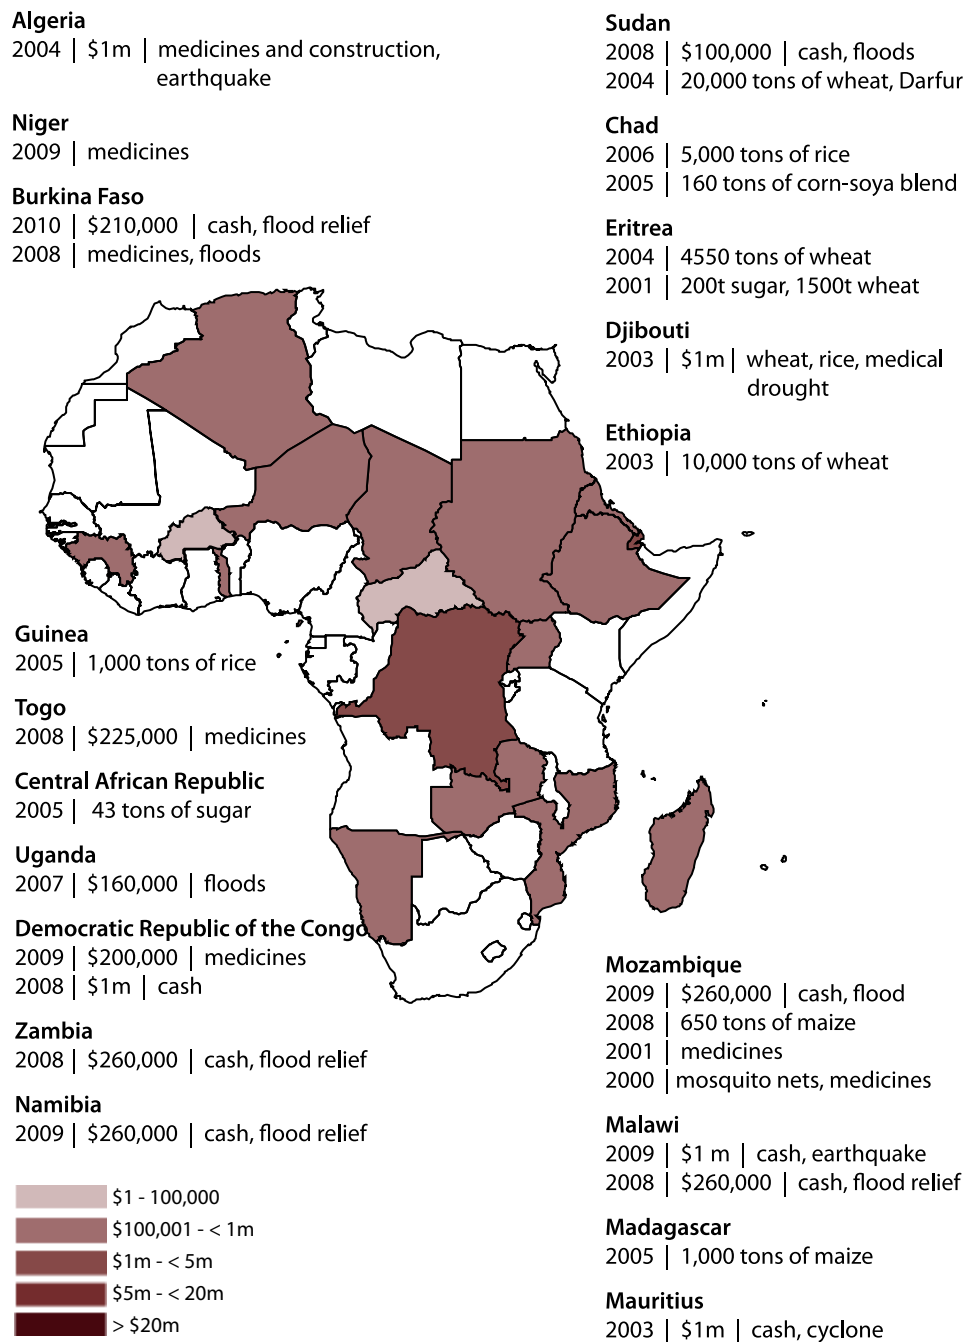 Algeria
2004 | $1m | medicines and construction,
earthquake
Niger
2009 | medicines
Burkina Faso
2010 | $210,000 | cash, flood relief
2008 | medicines, floods
Guinea
2005 | 1,000 tons of rice
Togo
2008 | $225,000 | medicines
Central African Republic
2005 | 43 tons of sugar
Uganda
2007 | $160,000 | floods
Democratic Republic of the Congo
2009 | $200,000 | medicines
2008 | $1m | cash
Zambia
2008 | $260,000 | cash, flood relief
Namibia
2009 | $260,000 | cash, flood relief
$1 - 100,000
$100,001 - < 1m
$1m - < 5m
$5m - < 20m
> $20m
Sudan
2008 | $100,000 | cash, floods
2004 | 20,000 tons of wheat, Darfur
Chad
2006 | 5,000 tons of rice
2005 | 160 tons of corn-soya blend
Eritrea
2004 | 4550 tons of wheat
2001 | 200t sugar, 1500t wheat
Djibouti
2003 | $1m | wheat, rice, medical
drought
Ethiopia
2003 | 10,000 tons of wheat
Mozambique
2009 | $260,000 | cash, flood
2008 | 650 tons of maize
2001 | medicines
2000 | mosquito nets, medicines
Malawi
2009 | $1 m | cash, earthquake
2008 | $260,000 | cash, flood relief
Madagascar
2005 | 1,000 tons of maize
Mauritius
2003 | $1m | cash, cyclone